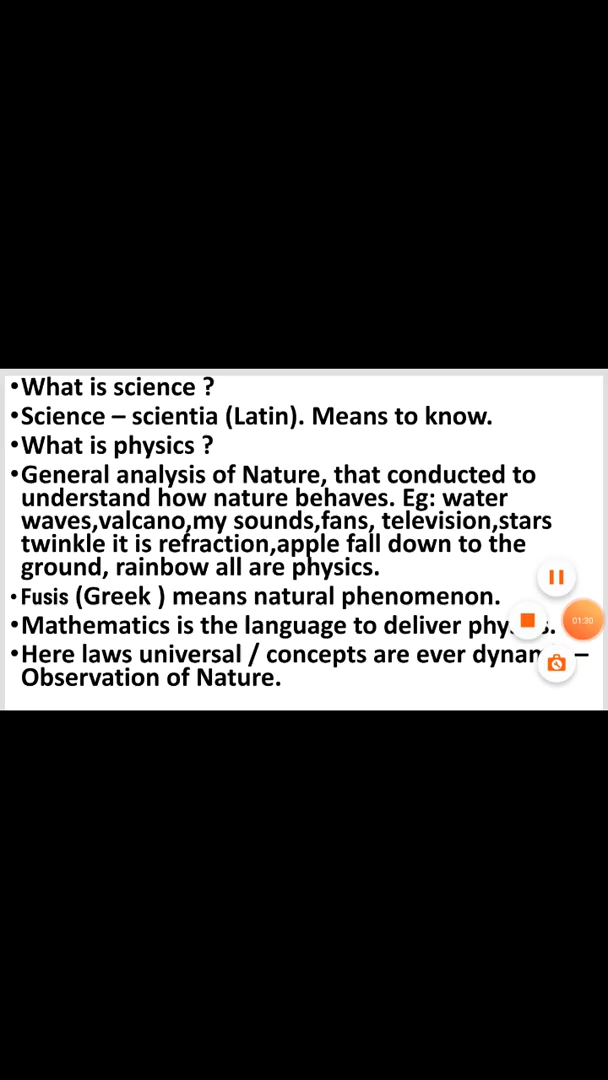 •What is science ?
•Science – scientia (Latin). Means to know.
•What is physics ?
•General analysis of Nature, that conducted to
understand how nature behaves. Eg: water
waves,valcano,my sounds,fans, television,stars
twinkle it is refraction,apple fall down to the
ground, rainbow all are physics.
•Fusis (Greek ) means natural phenomenon.
•Mathematics is the language to deliver
•Here laws universal / concepts are ever –
Observation of Nature.
01:30